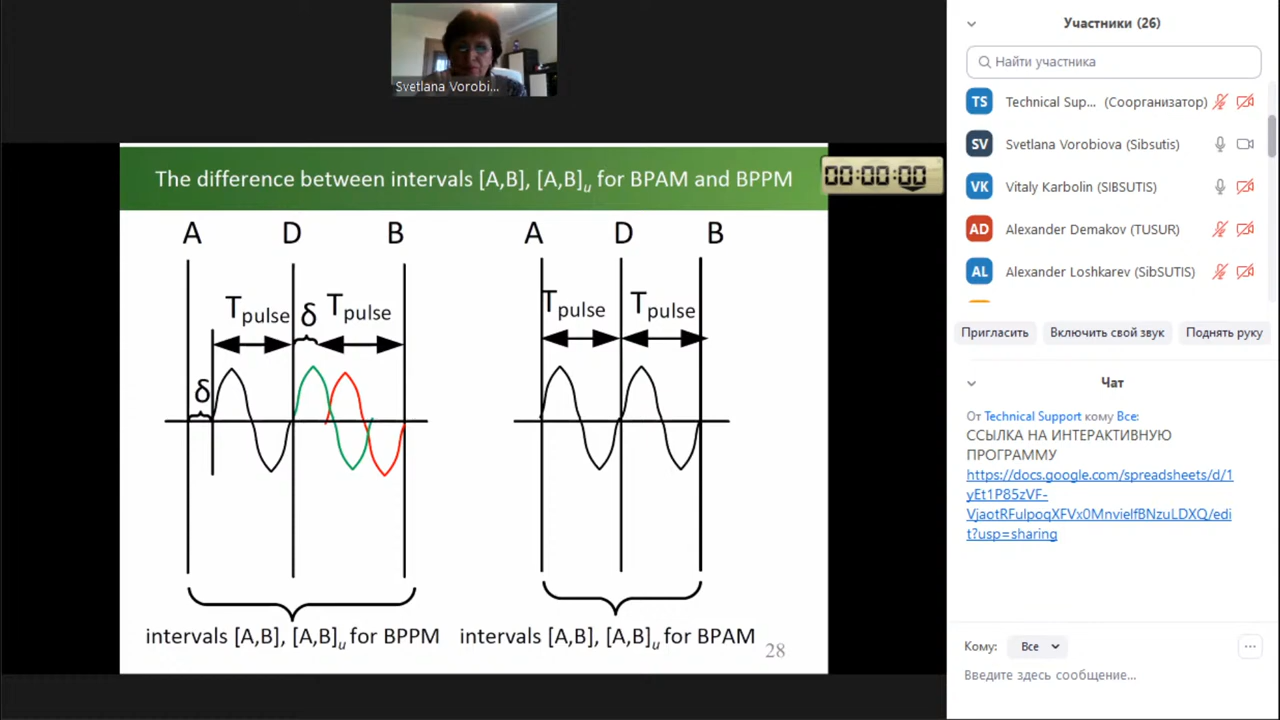 Svetlana Vorobi...
The difference between intervals [A,B], [A,B]u for BPAM and BPPM
00:00:00
A D B
Tpulse δ Tpulse
δ
intervals [A,B], [A,B]u for BPPM
A D B
Tpulse Tpulse
intervals [A,B], [A,B]u for BPAM
28
Участники (26)
Найти участника
TS Technical Sup... (Соорганизатор)
SV Svetlana Vorobiova (Sibsutis)
VK Vitaly Karbolin (SIBSUTIS)
AD Alexander Demakov (TUSUR)
AL Alexander Loshkarev (SibSUTIS)
Пригласить Включить свой звук Поднять руку
Чат
От Technical Support кому Все:
ССЫЛКА НА ИНТЕРАКТИВНУЮ
ПРОГРАММУ
https://docs.google.com/spreadsheets/d/1
yEt1P85zVF-
VjaotRFulpoqXFVx0MnvielfBNzuLDXQ/edi
t?usp=sharing
Кому: Все
Введите здесь сообщение...